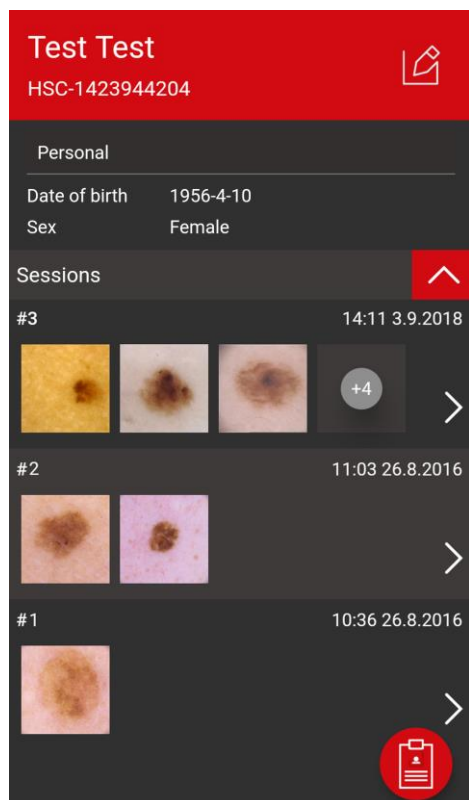 Test Test
HSC-1423944204
Personal
Date of birth 1956-4-10
Sex Female
Sessions
#3 14:11 3.9.2018
+4
#2 11:03 26.8.2016
#1 10:36 26.8.2016